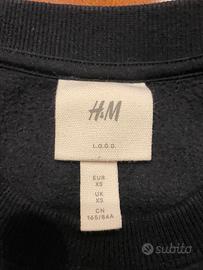 H&M
L.O.G.G.
EUR
XS
UK
XS
CN
165/84A
subito